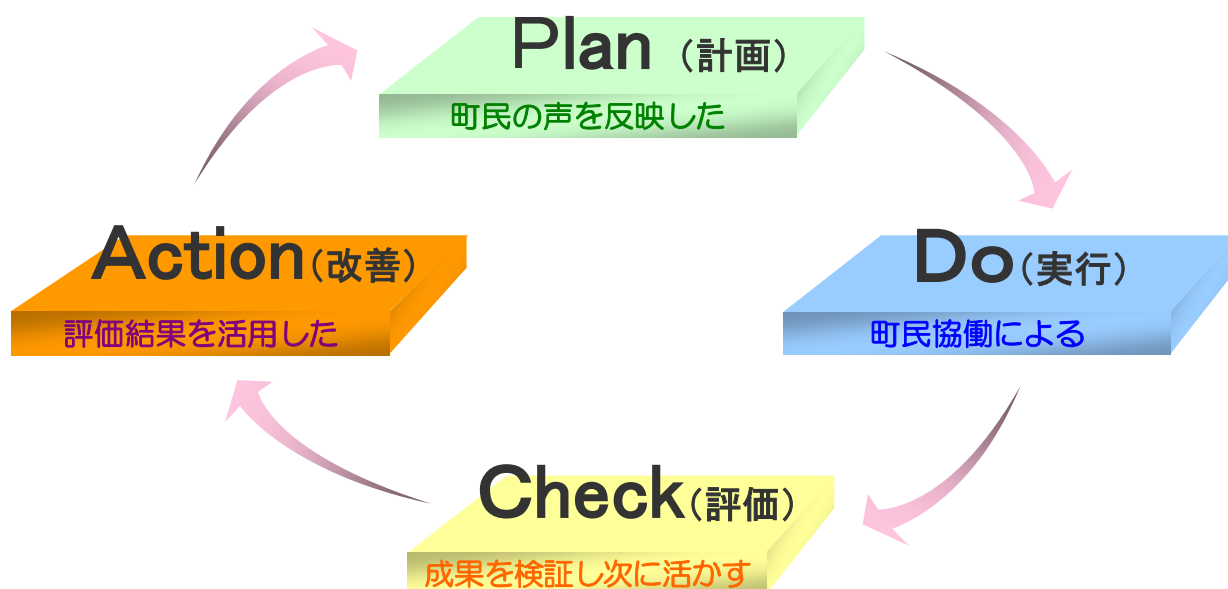 Plan（計画）
町民の声を反映した
Action（改善）
評価結果を活用した
Do（実行）
町民協働による
Check（評価）
成果を検証し次に活かす